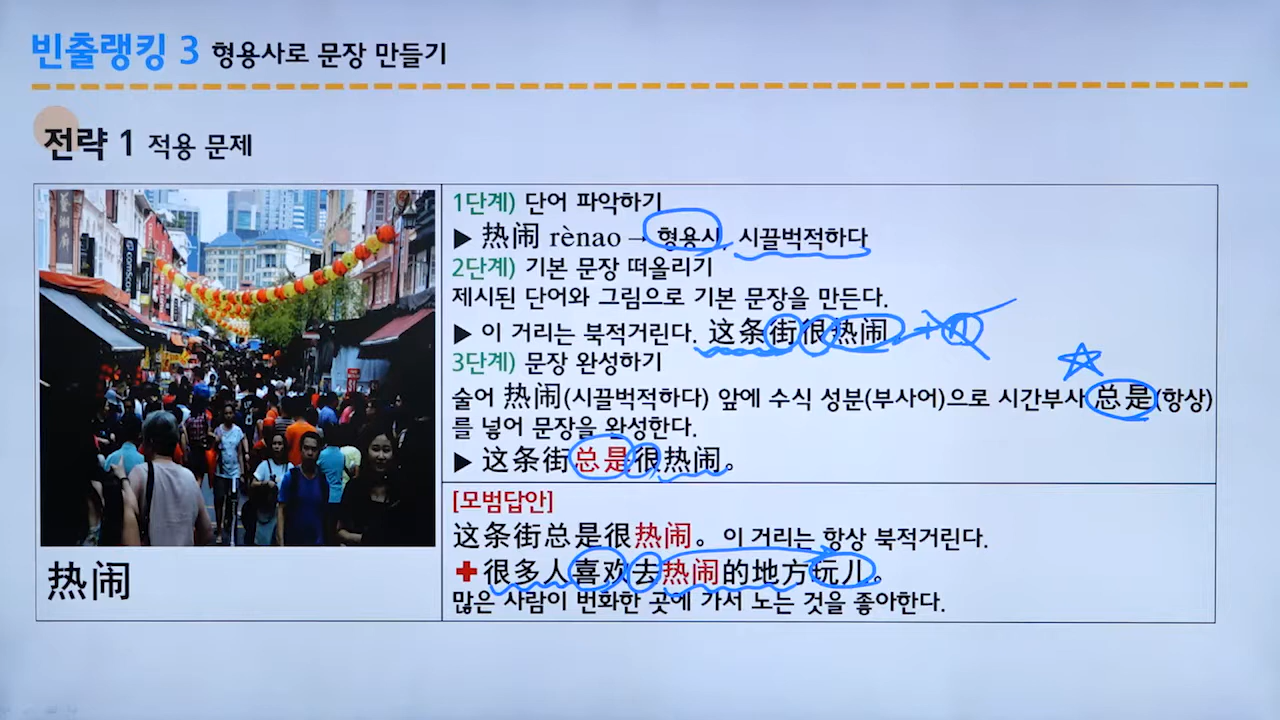 빈출랭킹 3 형용사로 문장 만들기
전략 1 적용 문제
1단계) 단어 파악하기
▶ 热闹 rènao → 형용사, 시끌벅적하다
2단계) 기본 문장 떠올리기
제시된 단어와 그림으로 기본 문장을 만든다.
▶ 이 거리는 북적거린다. 这条街很热闹
3단계) 문장 완성하기
술어 热闹(시끌벅적하다) 앞에 수식 성분(부사어)으로 시간부사 总是(항상)
를 넣어 문장을 완성한다.
▶ 这条街总是很热闹。
[모범답안]
这条街总是很热闹。 이 거리는 항상 북적거린다.
✚ 很多人喜欢去热闹的地方玩儿。
많은 사람이 번화한 곳에 가서 노는 것을 좋아한다.
热闹